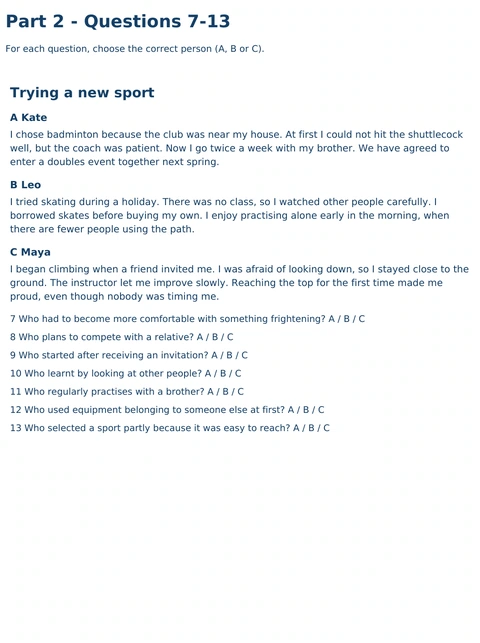 Part 2 - Questions 7-13
For each question, choose the correct person (A, B or C).
Trying a new sport
A Kate
I chose badminton because the club was near my house. At first I could not hit the shuttlecock
well, but the coach was patient. Now I go twice a week with my brother. We have agreed to
enter a doubles event together next spring.
B Leo
I tried skating during a holiday. There was no class, so I watched other people carefully. I
borrowed skates before buying my own. I enjoy practising alone early in the morning, when
there are fewer people using the path.
C Maya
I began climbing when a friend invited me. I was afraid of looking down, so I stayed close to the
ground. The instructor let me improve slowly. Reaching the top for the first time made me
proud, even though nobody was timing me.
7 Who had to become more comfortable with something frightening? A / B / C
8 Who plans to compete with a relative? A / B / C
9 Who started after receiving an invitation? A / B / C
10 Who learnt by looking at other people? A / B / C
11 Who regularly practises with a brother? A / B / C
12 Who used equipment belonging to someone else at first? A / B / C
13 Who selected a sport partly because it was easy to reach? A / B / C